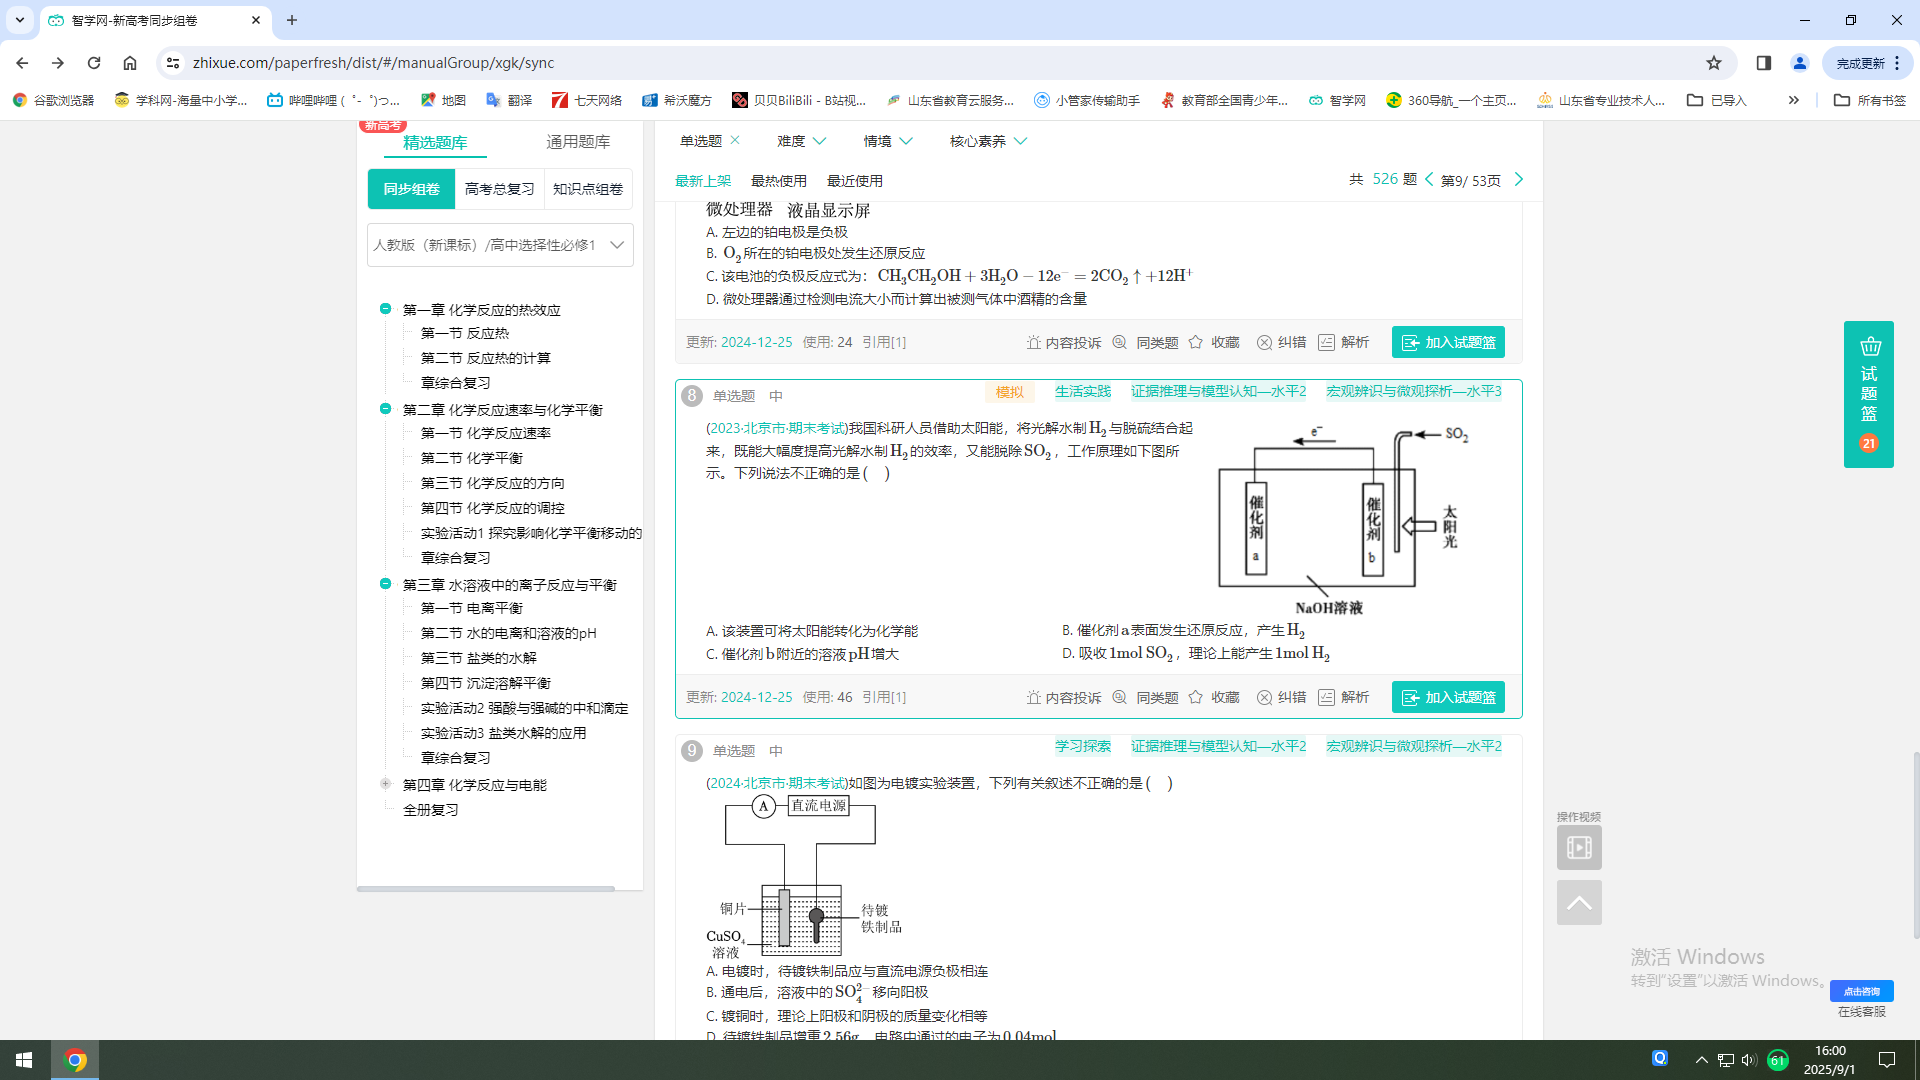 智学网-新高考同步组卷
zhixue.com/paperfresh/dist/#/manualGroup/xgk/sync
完成更新
谷歌浏览器 学科网-海量中小学... 哔哩哔哩 ( ゜- ゜)つ... 地图 翻译 七天网络 希沃魔方 贝贝BiliBili - B站视... 山东省教育云服务... 小管家传输助手 教育部全国青少年... 智学网 360导航_一个主页... 山东省专业技术人... 已导入 所有书签
新高考
精选题库 通用题库
同步组卷 高考总复习 知识点组卷
人教版（新课标）/高中选择性必修1
第一章 化学反应的热效应
第一节 反应热
第二节 反应热的计算
章综合复习
第二章 化学反应速率与化学平衡
第一节 化学反应速率
第二节 化学平衡
第三节 化学反应的方向
第四节 化学反应的调控
实验活动1 探究影响化学平衡移动的
章综合复习
第三章 水溶液中的离子反应与平衡
第一节 电离平衡
第二节 水的电离和溶液的pH
第三节 盐类的水解
第四节 沉淀溶解平衡
实验活动2 强酸与强碱的中和滴定
实验活动3 盐类水解的应用
章综合复习
第四章 化学反应与电能
全册复习
单选题 难度 情境 核心素养
最新上架 最热使用 最近使用
共 526 题 第9/ 53页
微处理器 液晶显示屏
A. 左边的铂电极是负极
B. O₂所在的铂电极处发生还原反应
C. 该电池的负极反应式为：CH₃CH₂OH＋3H₂O－12e⁻＝2CO₂↑＋12H⁺
D. 微处理器通过检测电流大小而计算出被测气体中酒精的含量
更新: 2024-12-25 使用: 24 引用[1] 内容投诉 同类题 收藏 纠错 解析 加入试题篮
8 单选题 中 模拟 生活实践 证据推理与模型认知—水平2 宏观辨识与微观探析—水平3
(2023·北京市·期末考试)我国科研人员借助太阳能，将光解水制H₂与脱硫结合起
来，既能大幅度提高光解水制H₂的效率，又能脱除SO₂，工作原理如下图所
示。下列说法不正确的是( )
e⁻
SO₂
催化剂 a
催化剂 b
太阳光
NaOH溶液
A. 该装置可将太阳能转化为化学能 B. 催化剂a表面发生还原反应，产生H₂
C. 催化剂b附近的溶液pH增大 D. 吸收1mol SO₂，理论上能产生1mol H₂
更新: 2024-12-25 使用: 46 引用[1] 内容投诉 同类题 收藏 纠错 解析 加入试题篮
9 单选题 中 学习探索 证据推理与模型认知—水平2 宏观辨识与微观探析—水平2
(2024·北京市·期末考试)如图为电镀实验装置，下列有关叙述不正确的是( )
A 直流电源
铜片
待镀
铁制品
CuSO₄
溶液
A. 电镀时，待镀铁制品应与直流电源负极相连
B. 通电后，溶液中的SO₄²⁻移向阳极
C. 镀铜时，理论上阳极和阴极的质量变化相等
D. 待镀铁制品增重2.56g，电路中通过的电子为0.04mol
试题篮
21
操作视频
激活 Windows
转到“设置”以激活 Windows。
点击咨询
在线客服
61
16:00
2025/9/1